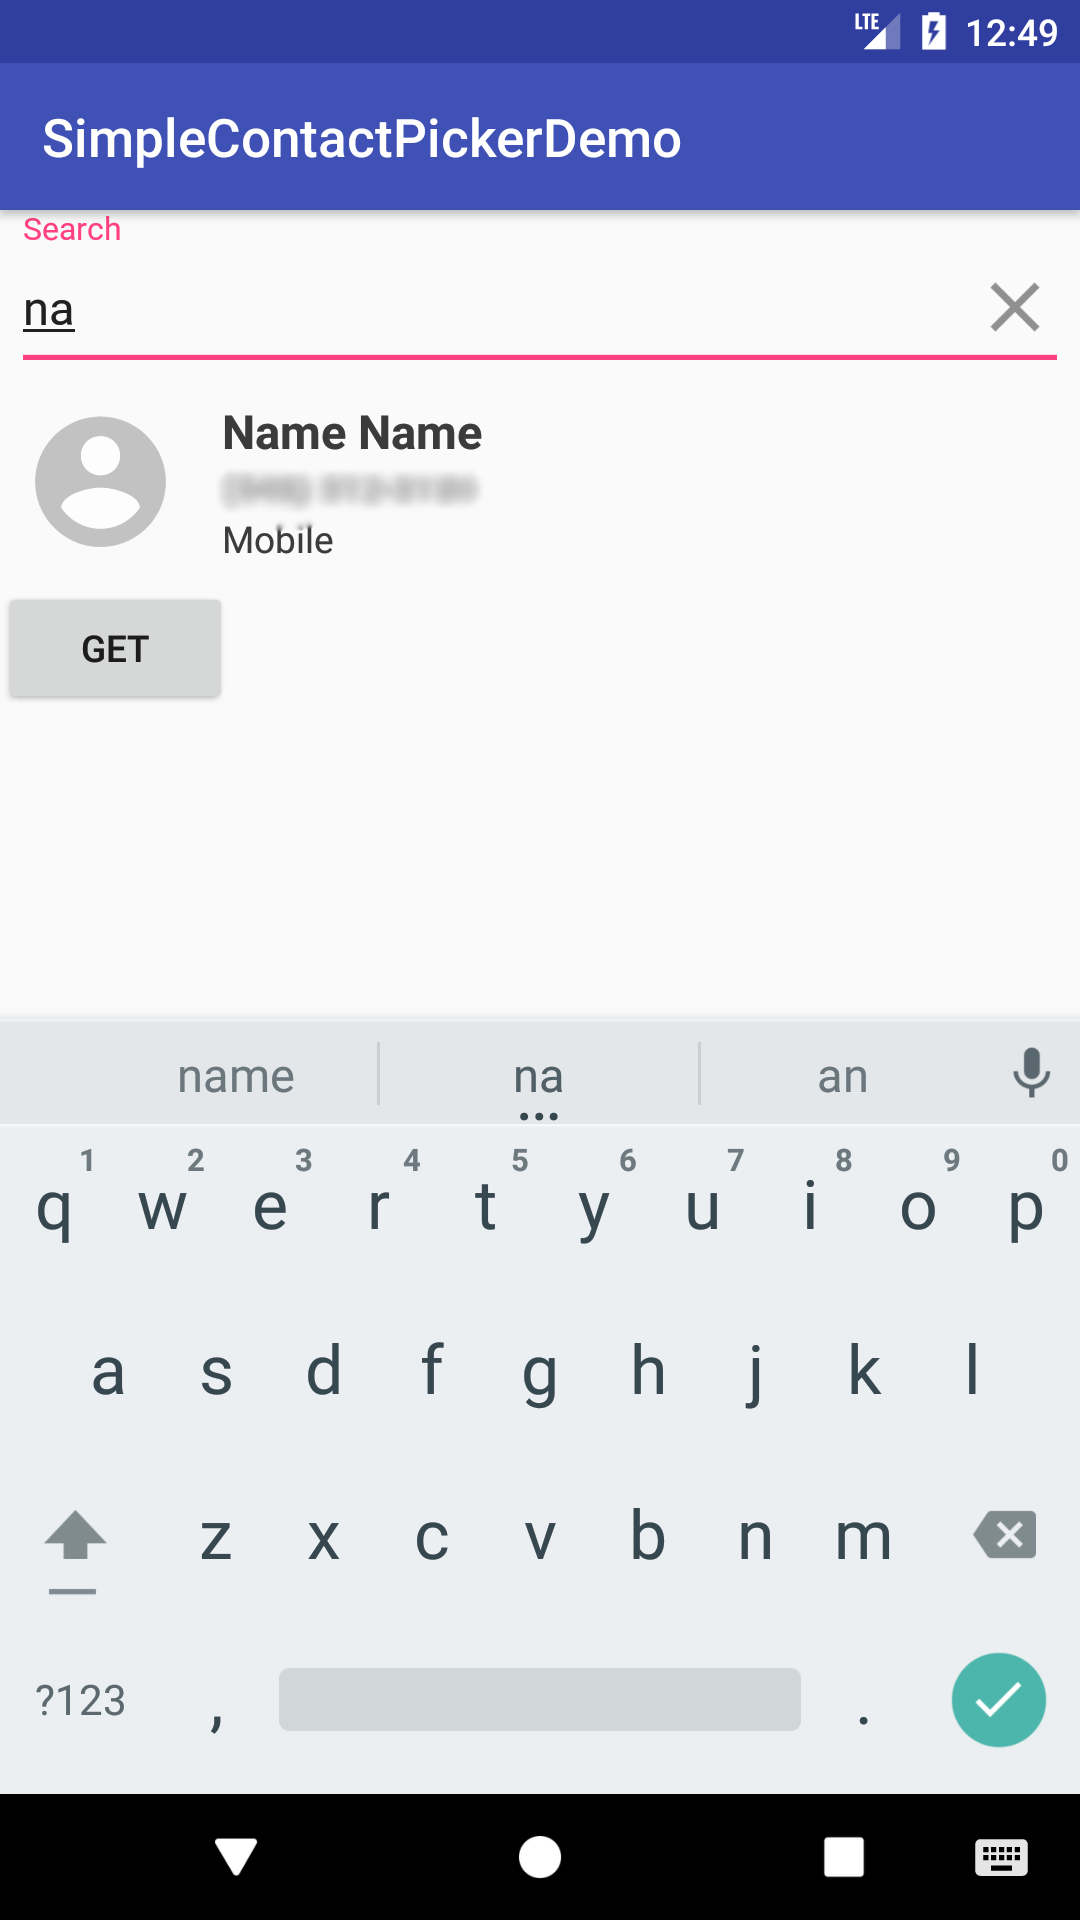 LTE 12:49
SimpleContactPickerDemo
Search
na
Name Name
Mobile
GET
name na an
1 2 3 4 5 6 7 8 9 0
q w e r t y u i o p
a s d f g h j k l
z x c v b n m
?123 , .